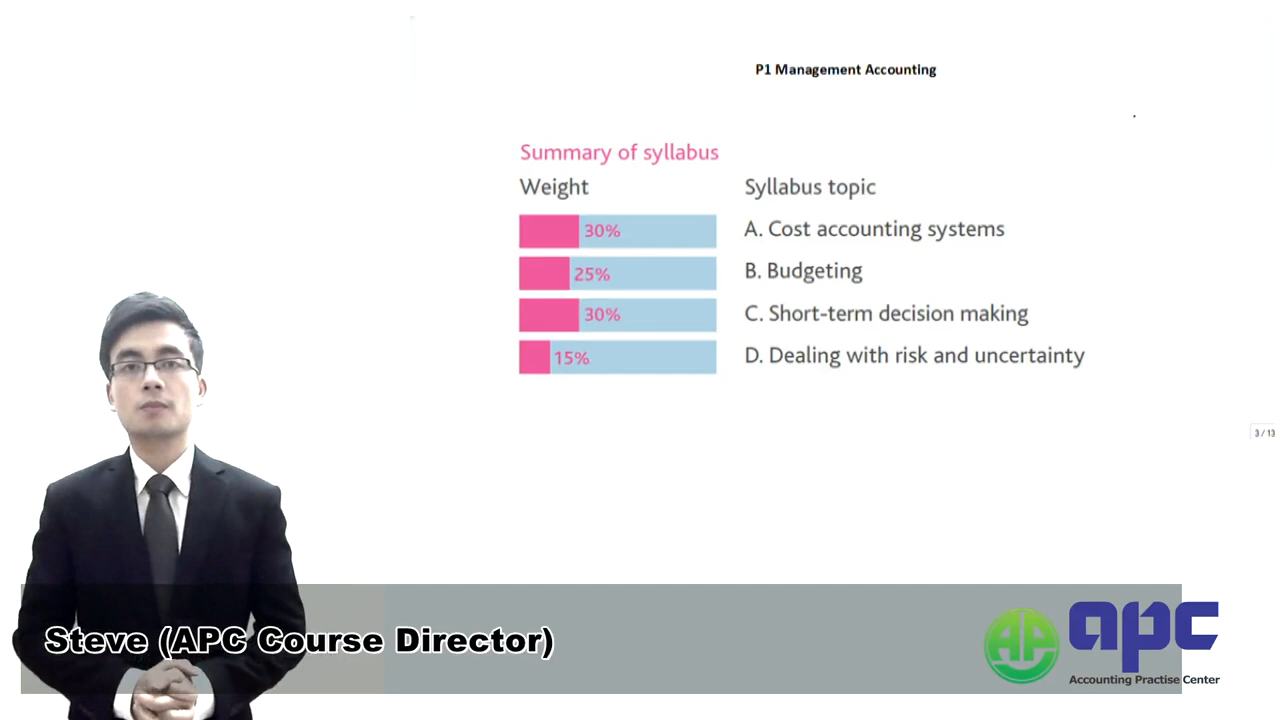 P1 Management Accounting
Summary of syllabus
Weight Syllabus topic
30% A. Cost accounting systems
25% B. Budgeting
30% C. Short-term decision making
15% D. Dealing with risk and uncertainty
3 / 13
Steve (APC Course Director)
AP apc
Accounting Practise Center